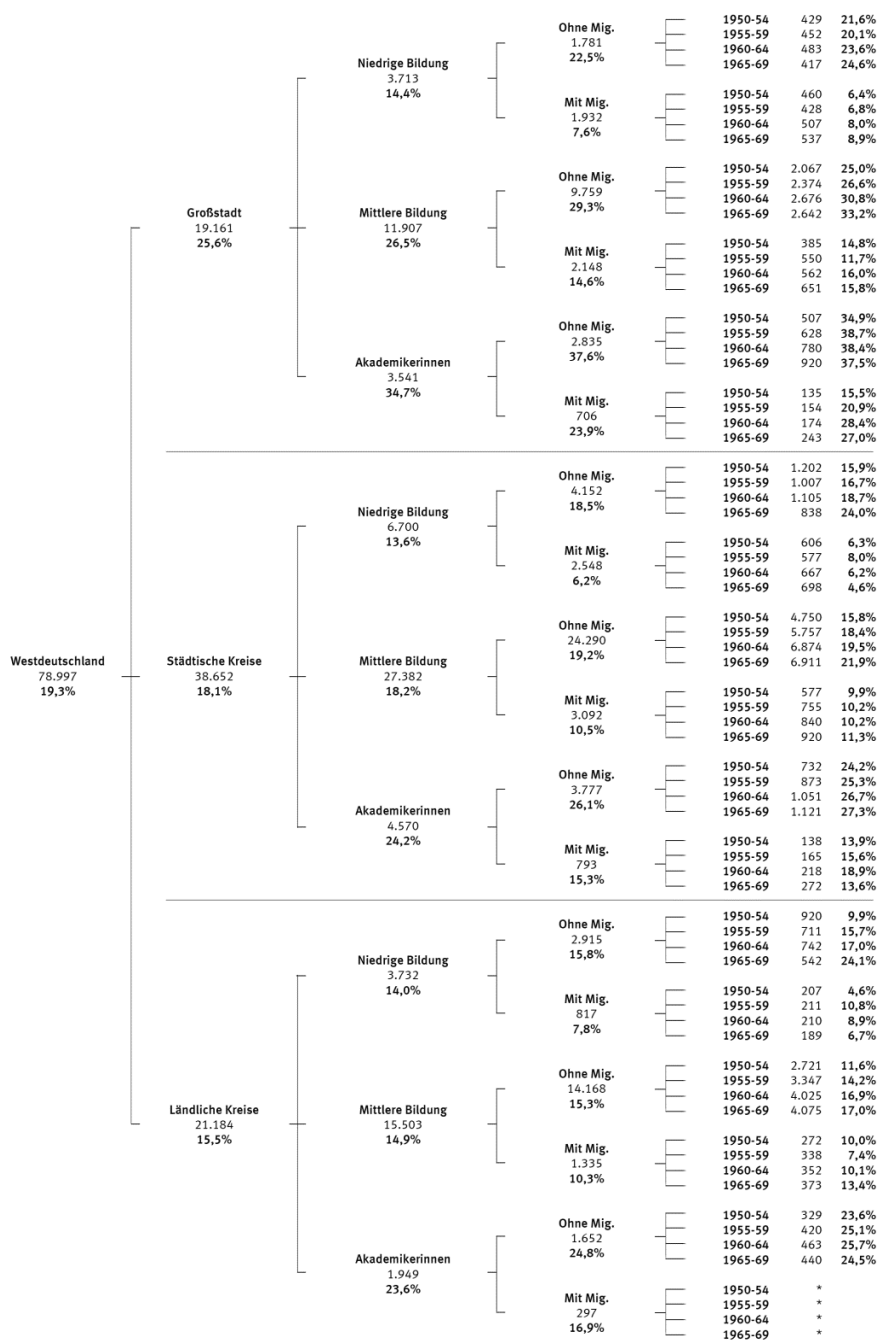 Westdeutschland
78.997
19,3%
Großstadt
19.161
25,6%
Niedrige Bildung
3.713
14,4%
Ohne Mig.
1.781
22,5%
1950-54 429 21,6%
1955-59 452 20,1%
1960-64 483 23,6%
1965-69 417 24,6%
Mit Mig.
1.932
7,6%
1950-54 460 6,4%
1955-59 428 6,8%
1960-64 507 8,0%
1965-69 537 8,9%
Mittlere Bildung
11.907
26,5%
Ohne Mig.
9.759
29,3%
1950-54 2.067 25,0%
1955-59 2.374 26,6%
1960-64 2.676 30,8%
1965-69 2.642 33,2%
Mit Mig.
2.148
14,6%
1950-54 385 14,8%
1955-59 550 11,7%
1960-64 562 16,0%
1965-69 651 15,8%
Akademikerinnen
3.541
34,7%
Ohne Mig.
2.835
37,6%
1950-54 507 34,9%
1955-59 628 38,7%
1960-64 780 38,4%
1965-69 920 37,5%
Mit Mig.
706
23,9%
1950-54 135 15,5%
1955-59 154 20,9%
1960-64 174 28,4%
1965-69 243 27,0%
Städtische Kreise
38.652
18,1%
Niedrige Bildung
6.700
13,6%
Ohne Mig.
4.152
18,5%
1950-54 1.202 15,9%
1955-59 1.007 16,7%
1960-64 1.105 18,7%
1965-69 838 24,0%
Mit Mig.
2.548
6,2%
1950-54 606 6,3%
1955-59 577 8,0%
1960-64 667 6,2%
1965-69 698 4,6%
Mittlere Bildung
27.382
18,2%
Ohne Mig.
24.290
19,2%
1950-54 4.750 15,8%
1955-59 5.757 18,4%
1960-64 6.874 19,5%
1965-69 6.911 21,9%
Mit Mig.
3.092
10,5%
1950-54 577 9,9%
1955-59 755 10,2%
1960-64 840 10,2%
1965-69 920 11,3%
Akademikerinnen
4.570
24,2%
Ohne Mig.
3.777
26,1%
1950-54 732 24,2%
1955-59 873 25,3%
1960-64 1.051 26,7%
1965-69 1.121 27,3%
Mit Mig.
793
15,3%
1950-54 138 13,9%
1955-59 165 15,6%
1960-64 218 18,9%
1965-69 272 13,6%
Ländliche Kreise
21.184
15,5%
Niedrige Bildung
3.732
14,0%
Ohne Mig.
2.915
15,8%
1950-54 920 9,9%
1955-59 711 15,7%
1960-64 742 17,0%
1965-69 542 24,1%
Mit Mig.
817
7,8%
1950-54 207 4,6%
1955-59 211 10,8%
1960-64 210 8,9%
1965-69 189 6,7%
Mittlere Bildung
15.503
14,9%
Ohne Mig.
14.168
15,3%
1950-54 2.721 11,6%
1955-59 3.347 14,2%
1960-64 4.025 16,9%
1965-69 4.075 17,0%
Mit Mig.
1.335
10,3%
1950-54 272 10,0%
1955-59 338 7,4%
1960-64 352 10,1%
1965-69 373 13,4%
Akademikerinnen
1.949
23,6%
Ohne Mig.
1.652
24,8%
1950-54 329 23,6%
1955-59 420 25,1%
1960-64 463 25,7%
1965-69 440 24,5%
Mit Mig.
297
16,9%
1950-54 *
1955-59 *
1960-64 *
1965-69 *